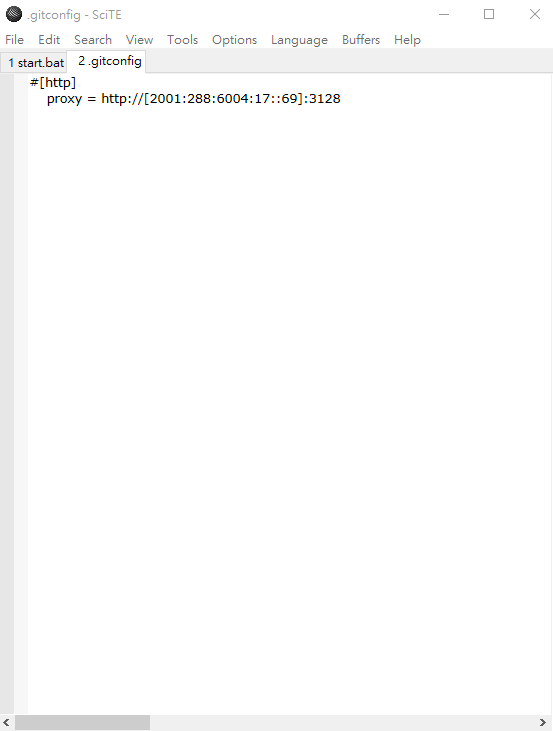 .gitconfig - SciTE
File Edit Search View Tools Options Language Buffers Help
1 start.bat 2 .gitconfig
#[http]
proxy = http://[2001:288:6004:17::69]:3128